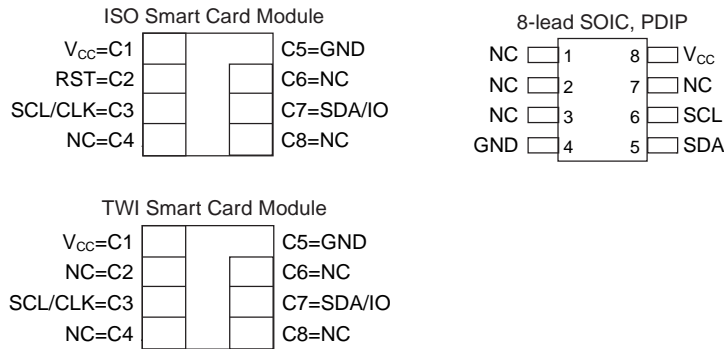 ISO Smart Card Module
VCC=C1 C5=GND
RST=C2 C6=NC
SCL/CLK=C3 C7=SDA/IO
NC=C4 C8=NC
8-lead SOIC, PDIP
NC 1 8 VCC
NC 2 7 NC
NC 3 6 SCL
GND 4 5 SDA
TWI Smart Card Module
VCC=C1 C5=GND
NC=C2 C6=NC
SCL/CLK=C3 C7=SDA/IO
NC=C4 C8=NC